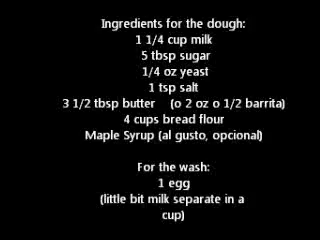 Ingredients for the dough:
1 1/4 cup milk
5 tbsp sugar
1/4 oz yeast
1 tsp salt
3 1/2 tbsp butter (o 2 oz o 1/2 barrita)
4 cups bread flour
Maple Syrup (al gusto, opcional)
For the wash:
1 egg
(little bit milk separate in a
cup)